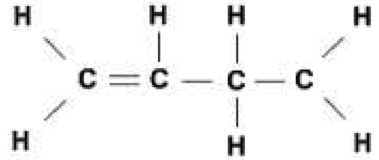 H H H H
C = C — C — C
H H H